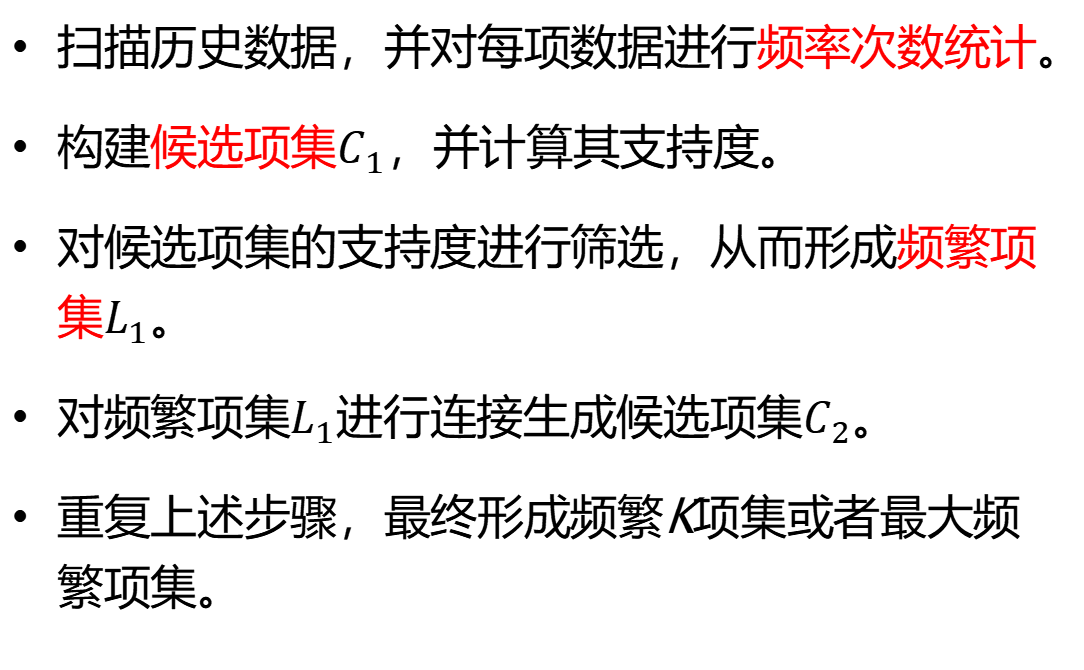 • 扫描历史数据，并对每项数据进行频率次数统计。
• 构建候选项集C₁，并计算其支持度。
• 对候选项集的支持度进行筛选，从而形成频繁项
集L₁。
• 对频繁项集L₁进行连接生成候选项集C₂。
• 重复上述步骤，最终形成频繁K项集或者最大频
繁项集。